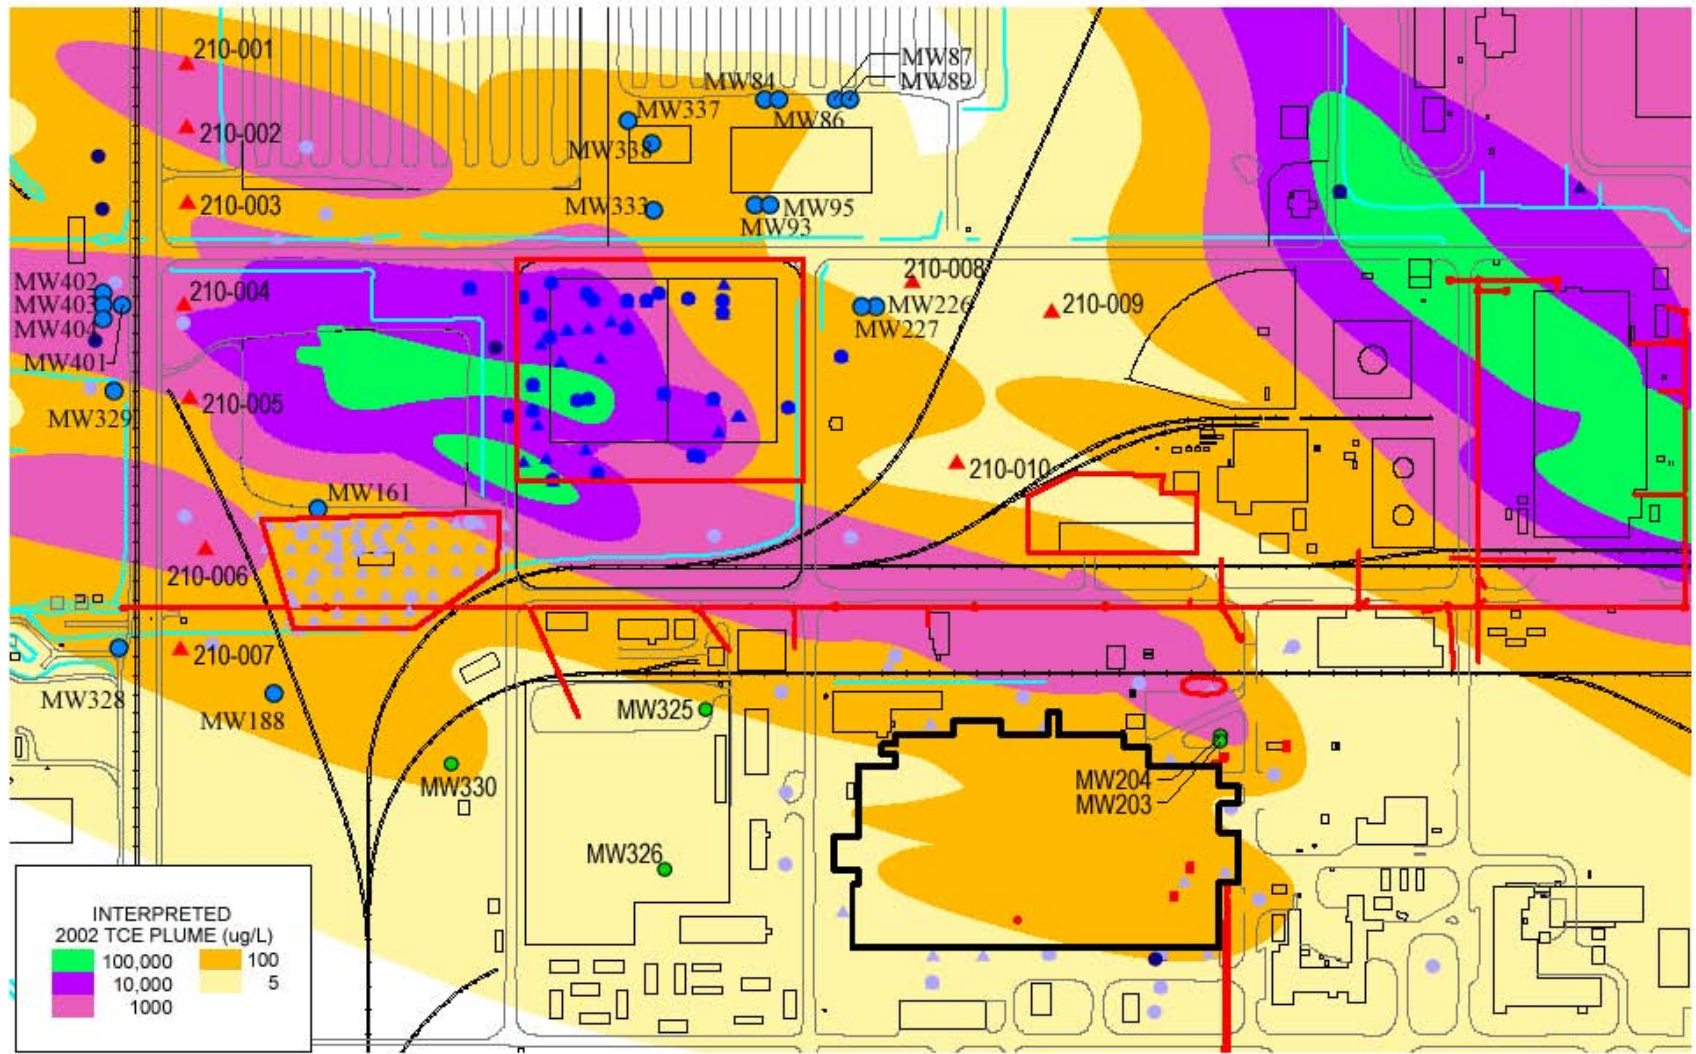 210-001
MW87
MW84
MW89
MW337
MW86
210-002
MW338
210-003
MW333
MW95
MW93
MW402
210-008
210-004
MW403
MW226
210-009
MW404
MW227
MW401
210-005
MW329
210-010
MW161
210-006
210-007
MW328
MW325
MW188
MW330
MW204
MW203
MW326
INTERPRETED
2002 TCE PLUME (ug/L)
100,000 100
10,000 5
1000